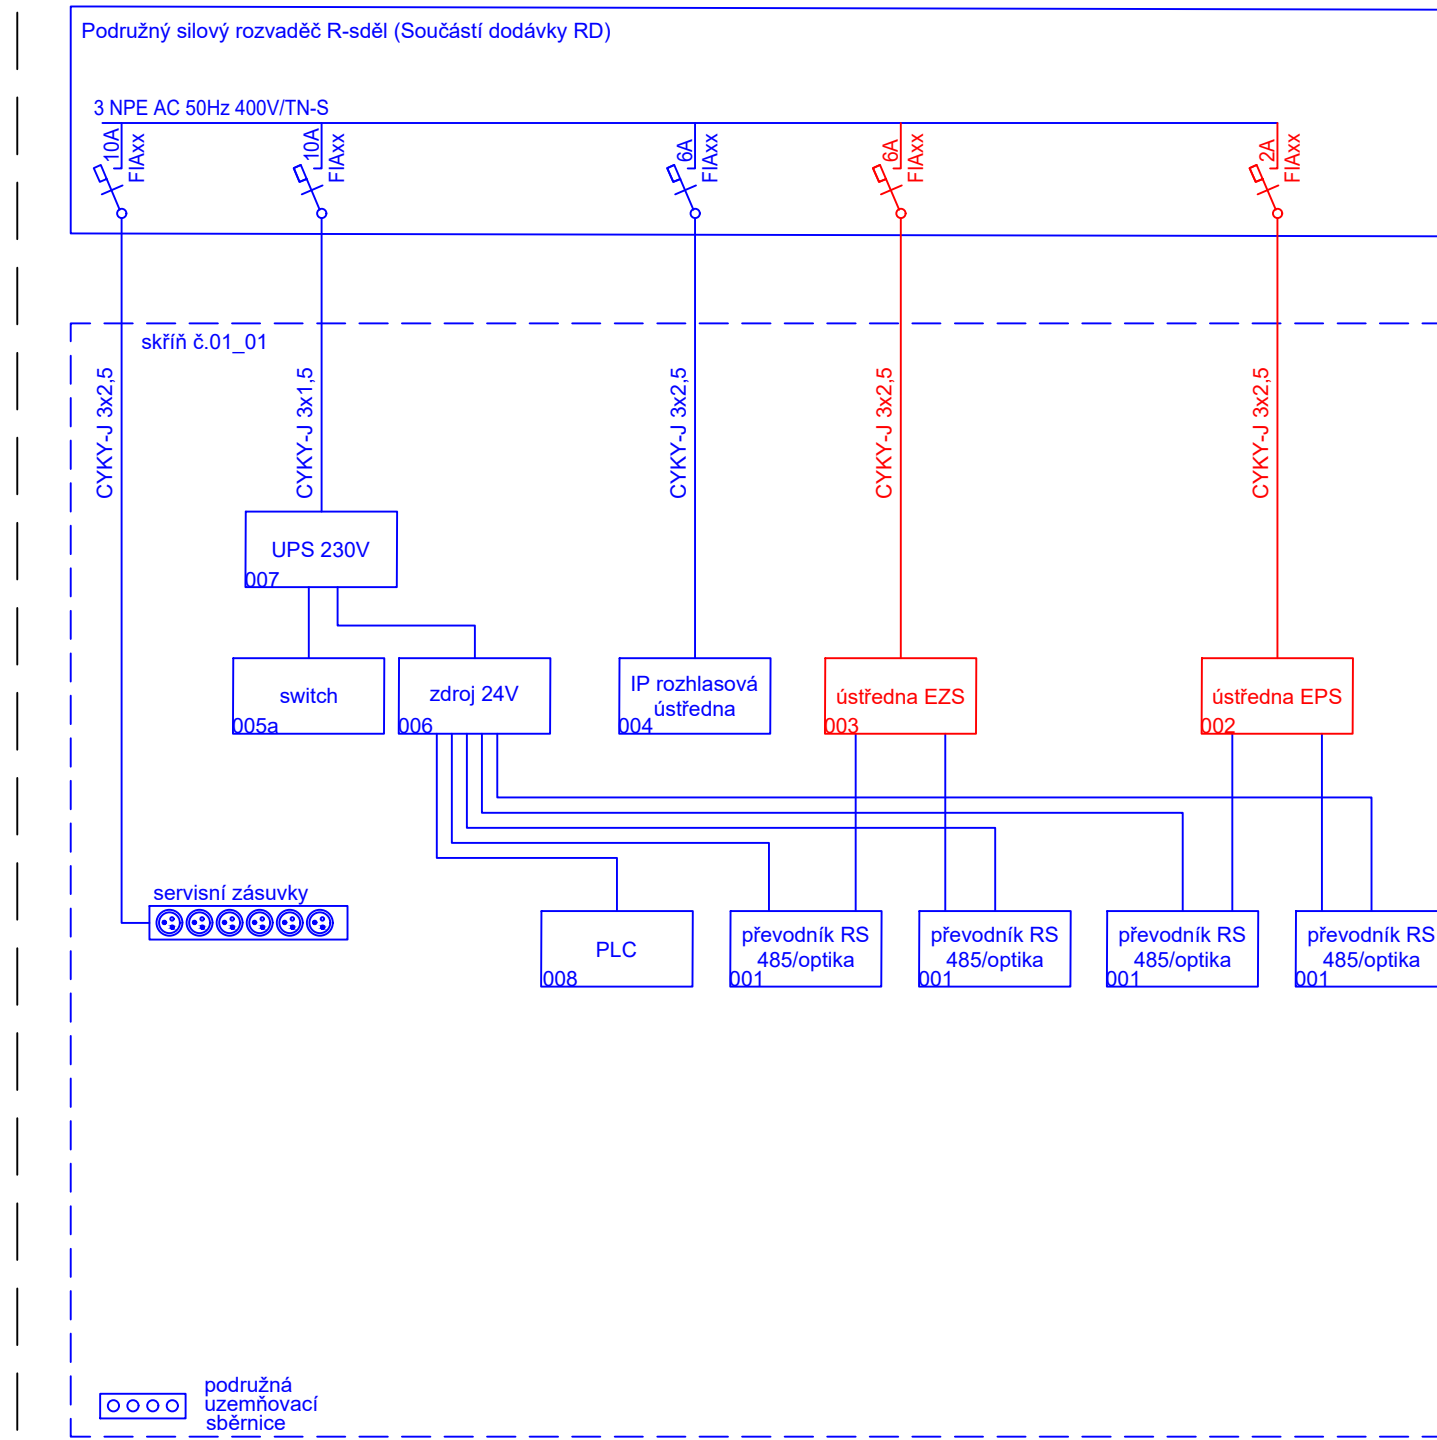 Podružný silový rozvaděč R-sděl (Součástí dodávky RD)
3 NPE AC 50Hz 400V/TN-S
10A
FIAxx
10A
FIAxx
6A
FIAxx
6A
FIAxx
2A
FIAxx
skříň č.01_01
CYKY-J 3x2,5
CYKY-J 3x1,5
CYKY-J 3x2,5
CYKY-J 3x2,5
CYKY-J 3x2,5
UPS 230V
007
switch
005a
zdroj 24V
006
IP rozhlasová
ústředna
004
ústředna EZS
003
ústředna EPS
002
servisní zásuvky
PLC
008
převodník RS
485/optika
001
převodník RS
485/optika
001
převodník RS
485/optika
001
převodník RS
485/optika
001
podružná
uzemňovací
sběrnice